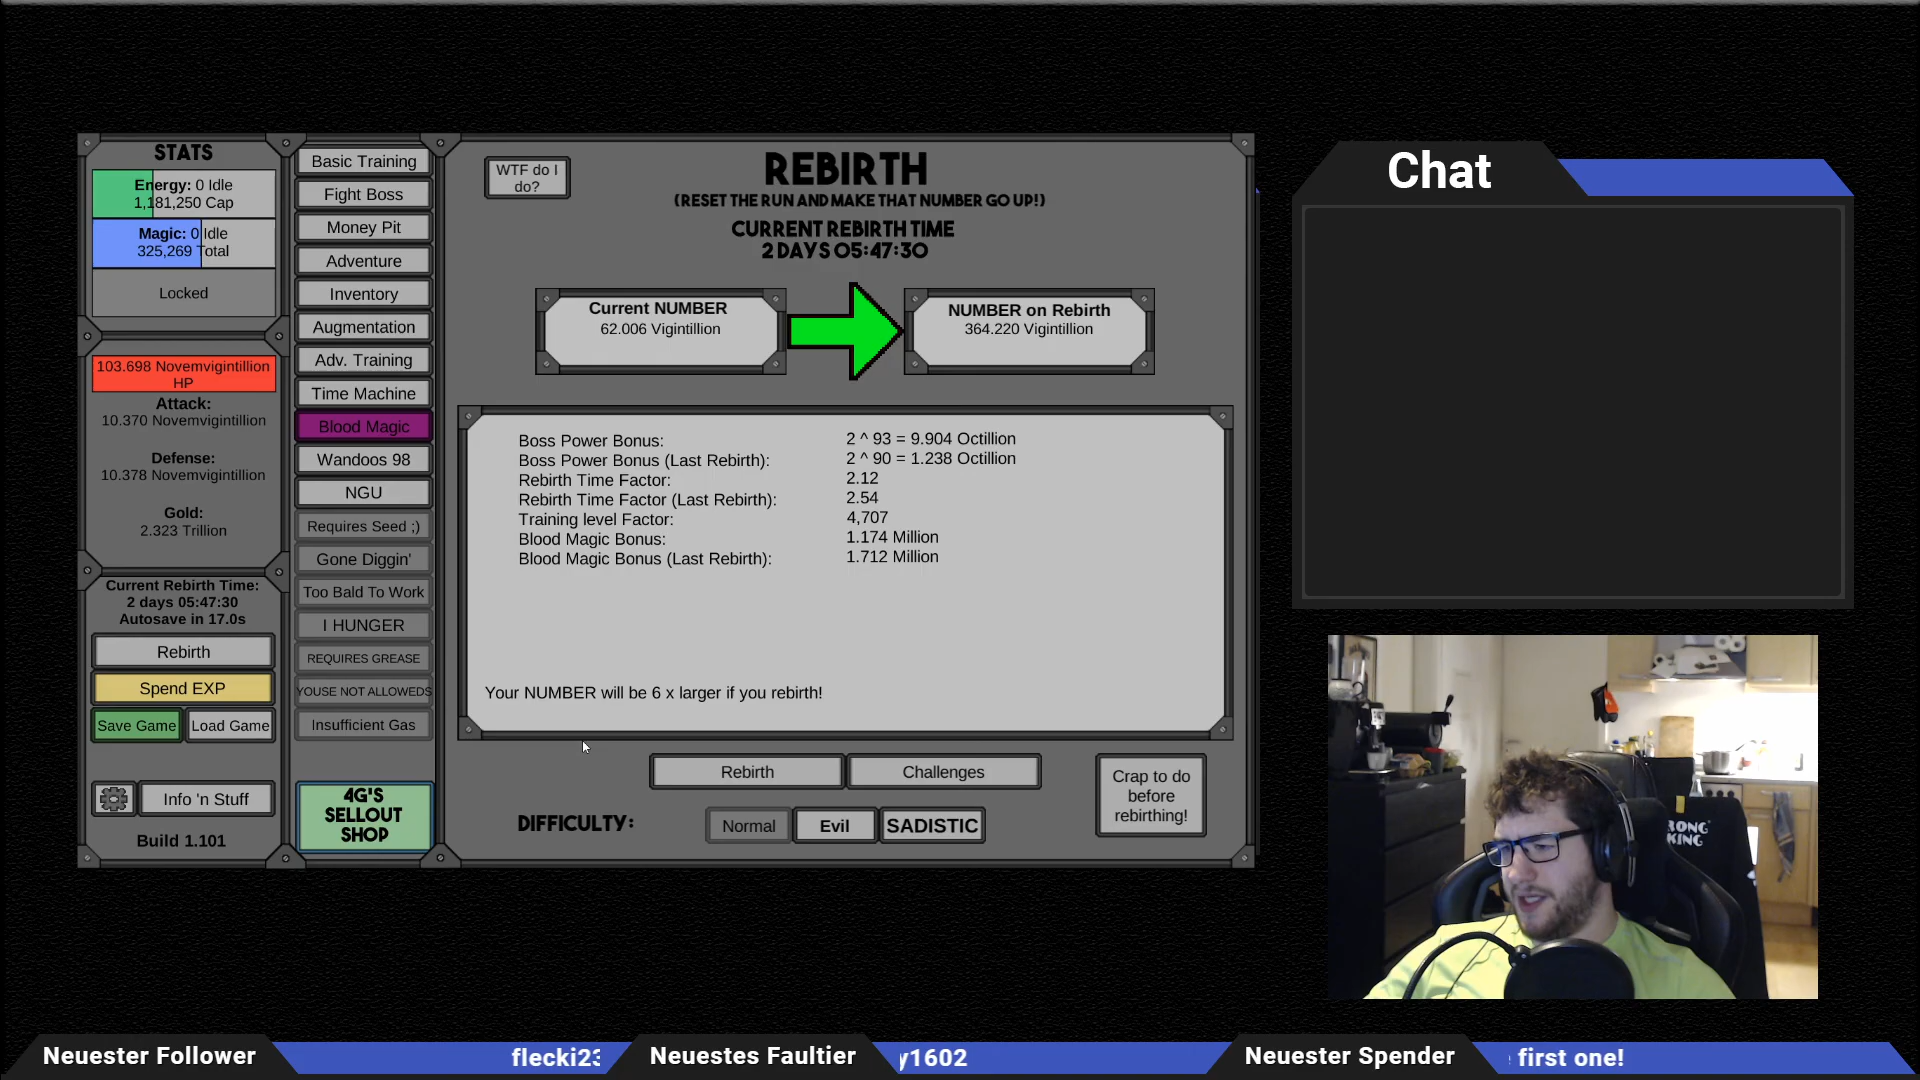 STATS
Energy: 0 Idle
1,181,250 Cap
Magic: 0 Idle
325,269 Total
Locked
103.698 Novemvigintillion
HP
Attack:
10.370 Novemvigintillion
Defense:
10.378 Novemvigintillion
Gold:
2.323 Trillion
Current Rebirth Time:
2 days 05:47:30
Autosave in 17.0s
Rebirth
Spend EXP
Save Game
Load Game
Info 'n Stuff
Build 1.101
Basic Training
Fight Boss
Money Pit
Adventure
Inventory
Augmentation
Adv. Training
Time Machine
Blood Magic
Wandoos 98
NGU
Requires Seed ;)
Gone Diggin'
Too Bald To Work
I HUNGER
REQUIRES GREASE
YOUSE NOT ALLOWEDS
Insufficient Gas
4G'S
SELLOUT
SHOP
WTF do I
do?
REBIRTH
(RESET THE RUN AND MAKE THAT NUMBER GO UP!)
CURRENT REBIRTH TIME
2 DAYS 05:47:30
Current NUMBER
62.006 Vigintillion
NUMBER on Rebirth
364.220 Vigintillion
Boss Power Bonus: 2 ^ 93 = 9.904 Octillion
Boss Power Bonus (Last Rebirth): 2 ^ 90 = 1.238 Octillion
Rebirth Time Factor: 2.12
Rebirth Time Factor (Last Rebirth): 2.54
Training level Factor: 4,707
Blood Magic Bonus: 1.174 Million
Blood Magic Bonus (Last Rebirth): 1.712 Million
Your NUMBER will be 6 x larger if you rebirth!
Rebirth
Challenges
Crap to do
before
rebirthing!
DIFFICULTY:
Normal
Evil
SADISTIC
Chat
RONG
KING
Neuester Follower
flecki23
Neuestes Faultier
y1602
Neuester Spender
first one!